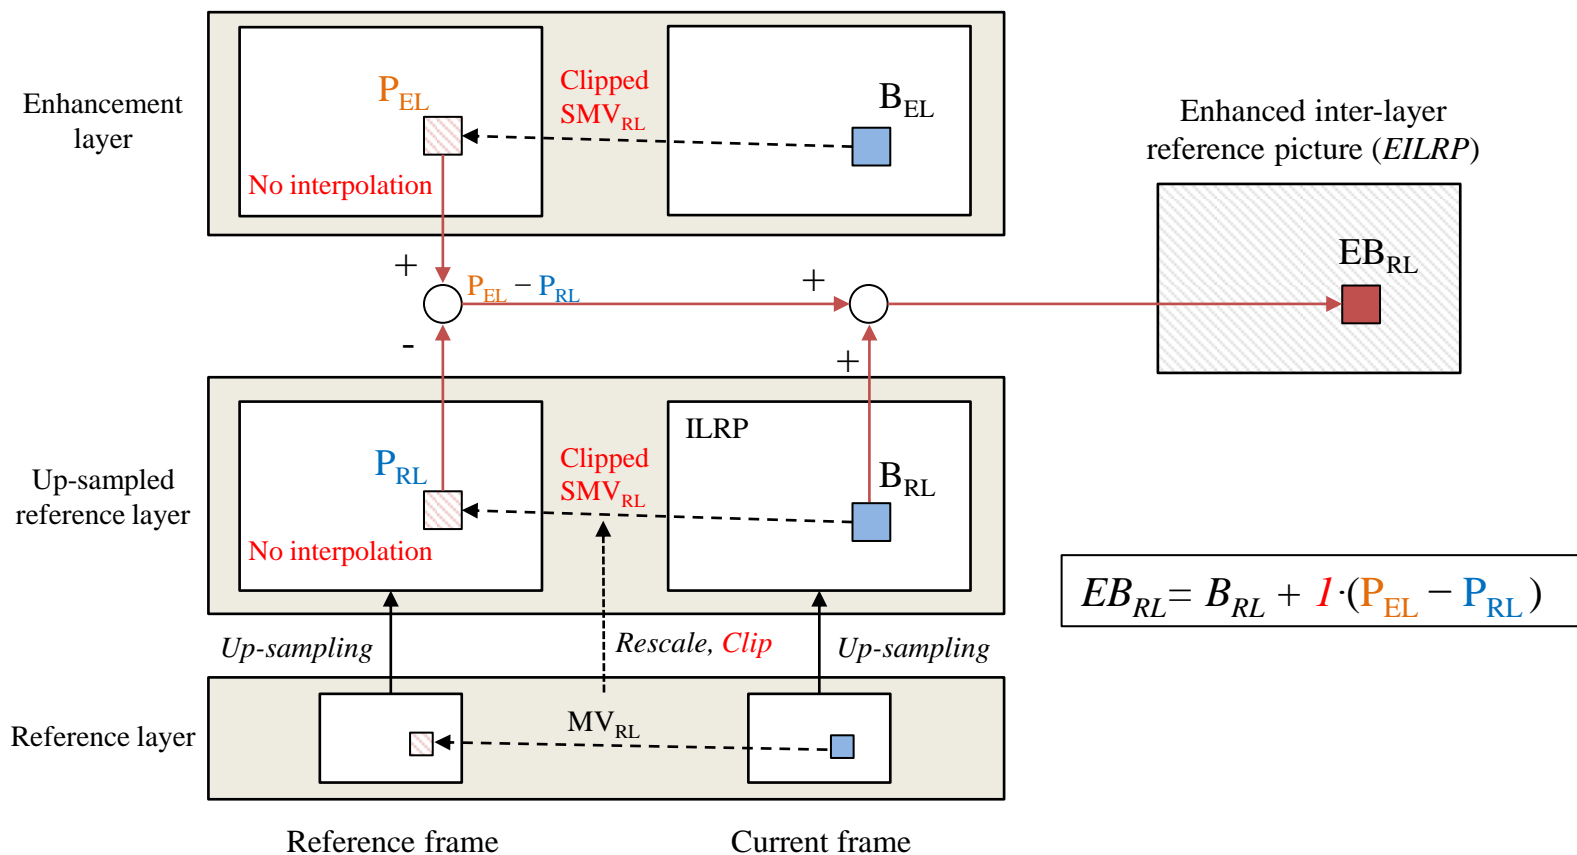 Enhancement
layer
P_EL
Clipped
SMV_RL
B_EL
No interpolation
Enhanced inter-layer
reference picture (EILRP)
EB_RL
+
P_EL − P_RL
+
-
+
Up-sampled
reference layer
P_RL
Clipped
SMV_RL
ILRP
B_RL
No interpolation
EB_RL = B_RL + 1·(P_EL − P_RL)
Up-sampling
Rescale, Clip
Up-sampling
Reference layer
MV_RL
Reference frame
Current frame